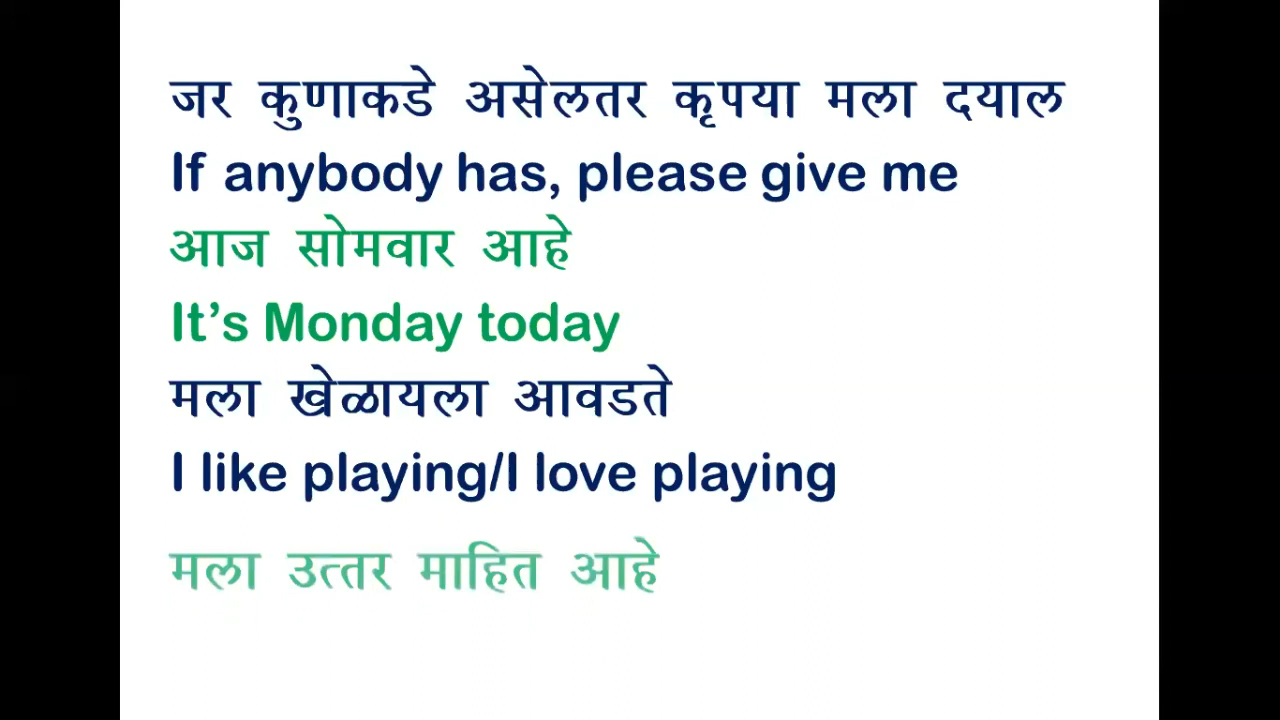 जर कुणाकडे असेलतर कृपया मला दयाल
If anybody has, please give me
आज सोमवार आहे
It’s Monday today
मला खेळायला आवडते
I like playing/I love playing
मला उत्तर माहित आहे